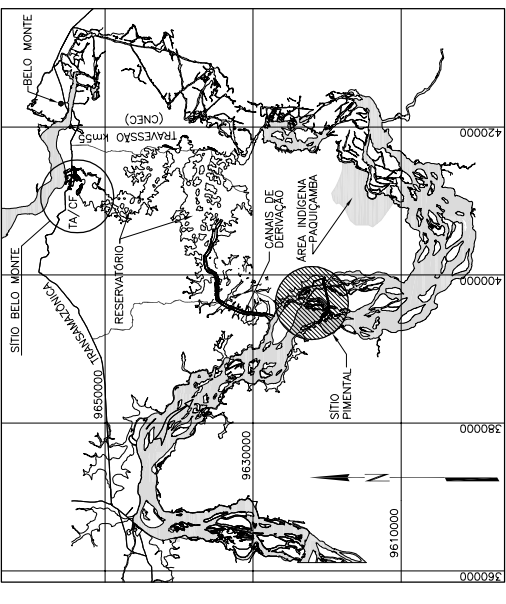 BELO MONTE
SÍTIO BELO MONTE
TA/CF
TRAVESSÃO km55
(CNEC)
TRANSAMAZÔNICA
RESERVATÓRIO
CANAIS DE
DERIVAÇÃO
ÁREA INDÍGENA
PAQUIÇAMBA
SÍTIO
PIMENTAL
N
9650000
9630000
9610000
420000
400000
380000
360000